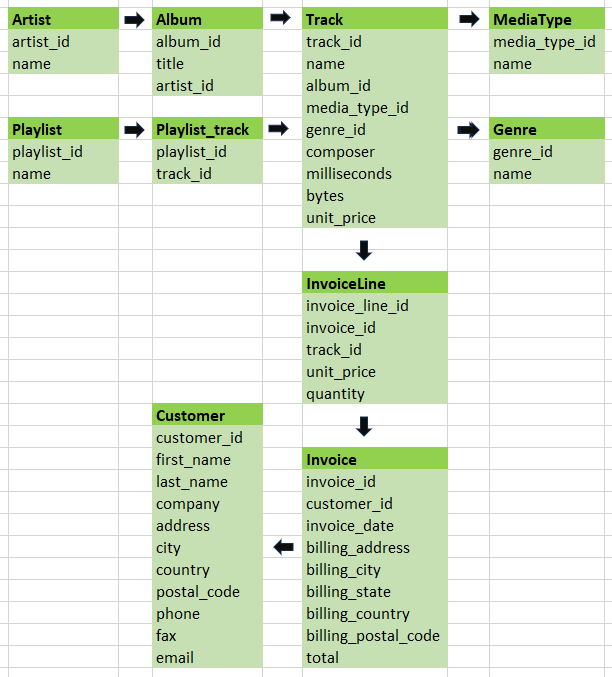 Artist
artist_id
name
Album
album_id
title
artist_id
Track
track_id
name
album_id
media_type_id
genre_id
composer
milliseconds
bytes
unit_price
MediaType
media_type_id
name
Playlist
playlist_id
name
Playlist_track
playlist_id
track_id
Genre
genre_id
name
InvoiceLine
invoice_line_id
invoice_id
track_id
unit_price
quantity
Customer
customer_id
first_name
last_name
company
address
city
country
postal_code
phone
fax
email
Invoice
invoice_id
customer_id
invoice_date
billing_address
billing_city
billing_state
billing_country
billing_postal_code
total